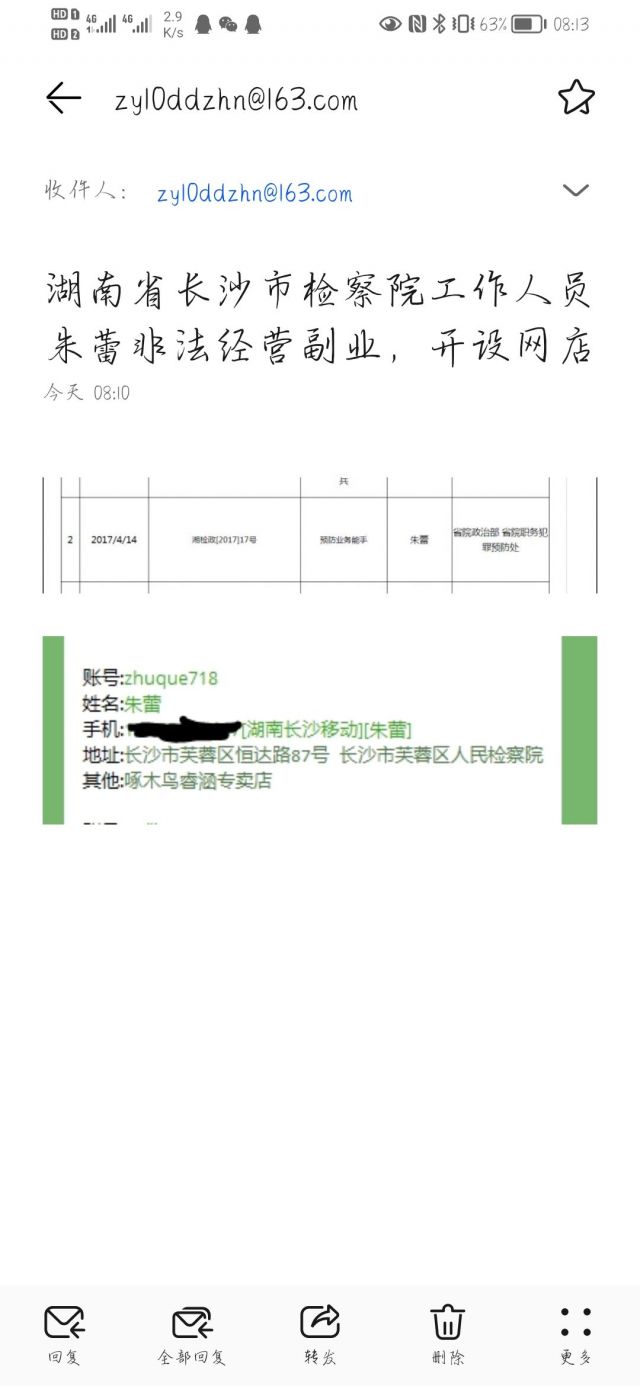 HD 1 4G 4G 2.9 63% 08:13
HD 2 K/s
zy10ddzhn@163.com
收件人: zy10ddzhn@163.com
湖南省长沙市检察院工作人员
朱蕾非法经营副业，开设网店
今天 08:10
兵
2 2017/4/14 湘检政[2017]17号 预防业务能手 朱蕾 省院政治部 省院职务犯
罪预防处
账号:zhuque718
姓名:朱蕾
手机: [湖南长沙移动][朱蕾]
地址:长沙市芙蓉区恒达路87号 长沙市芙蓉区人民检察院
其他:啄木鸟睿涵专卖店
回复 全部回复 转发 删除 更多